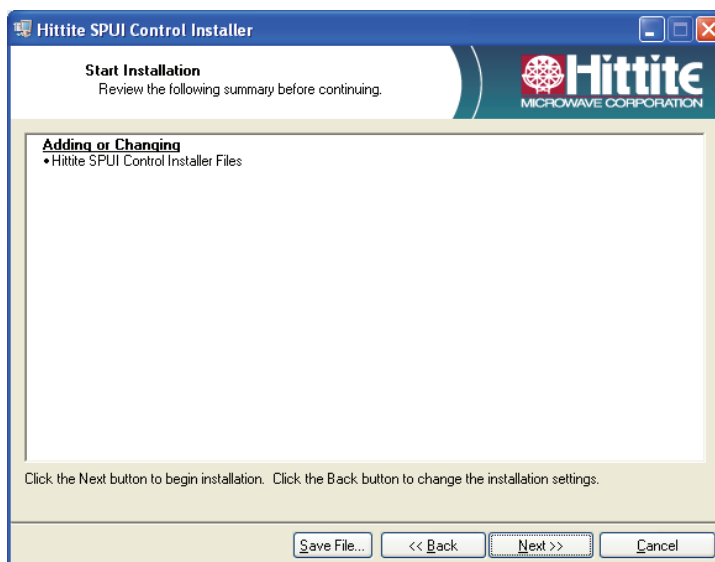 Hittite SPUI Control Installer
Start Installation
Review the following summary before continuing.
Hittite
MICROWAVE CORPORATION
Adding or Changing
• Hittite SPUI Control Installer Files
Click the Next button to begin installation. Click the Back button to change the installation settings.
Save File... << Back Next >> Cancel